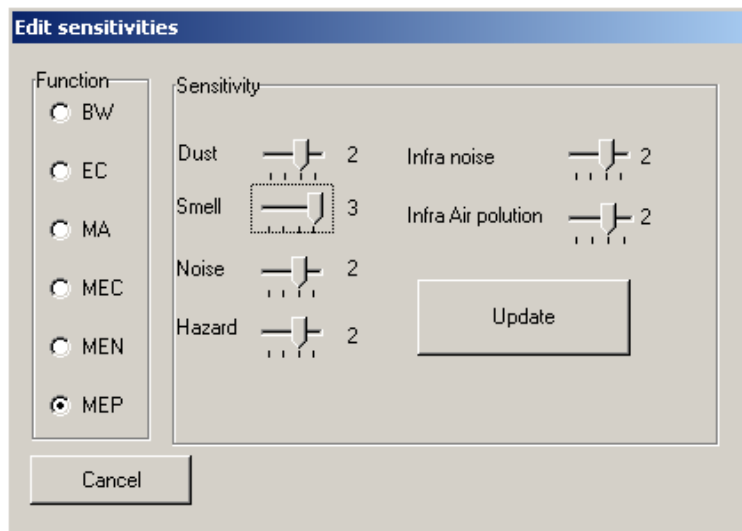 Edit sensitivities
Function
BW
EC
MA
MEC
MEN
MEP
Sensitivity
Dust 2
Smell 3
Noise 2
Hazard 2
Infra noise 2
Infra Air polution 2
Update
Cancel